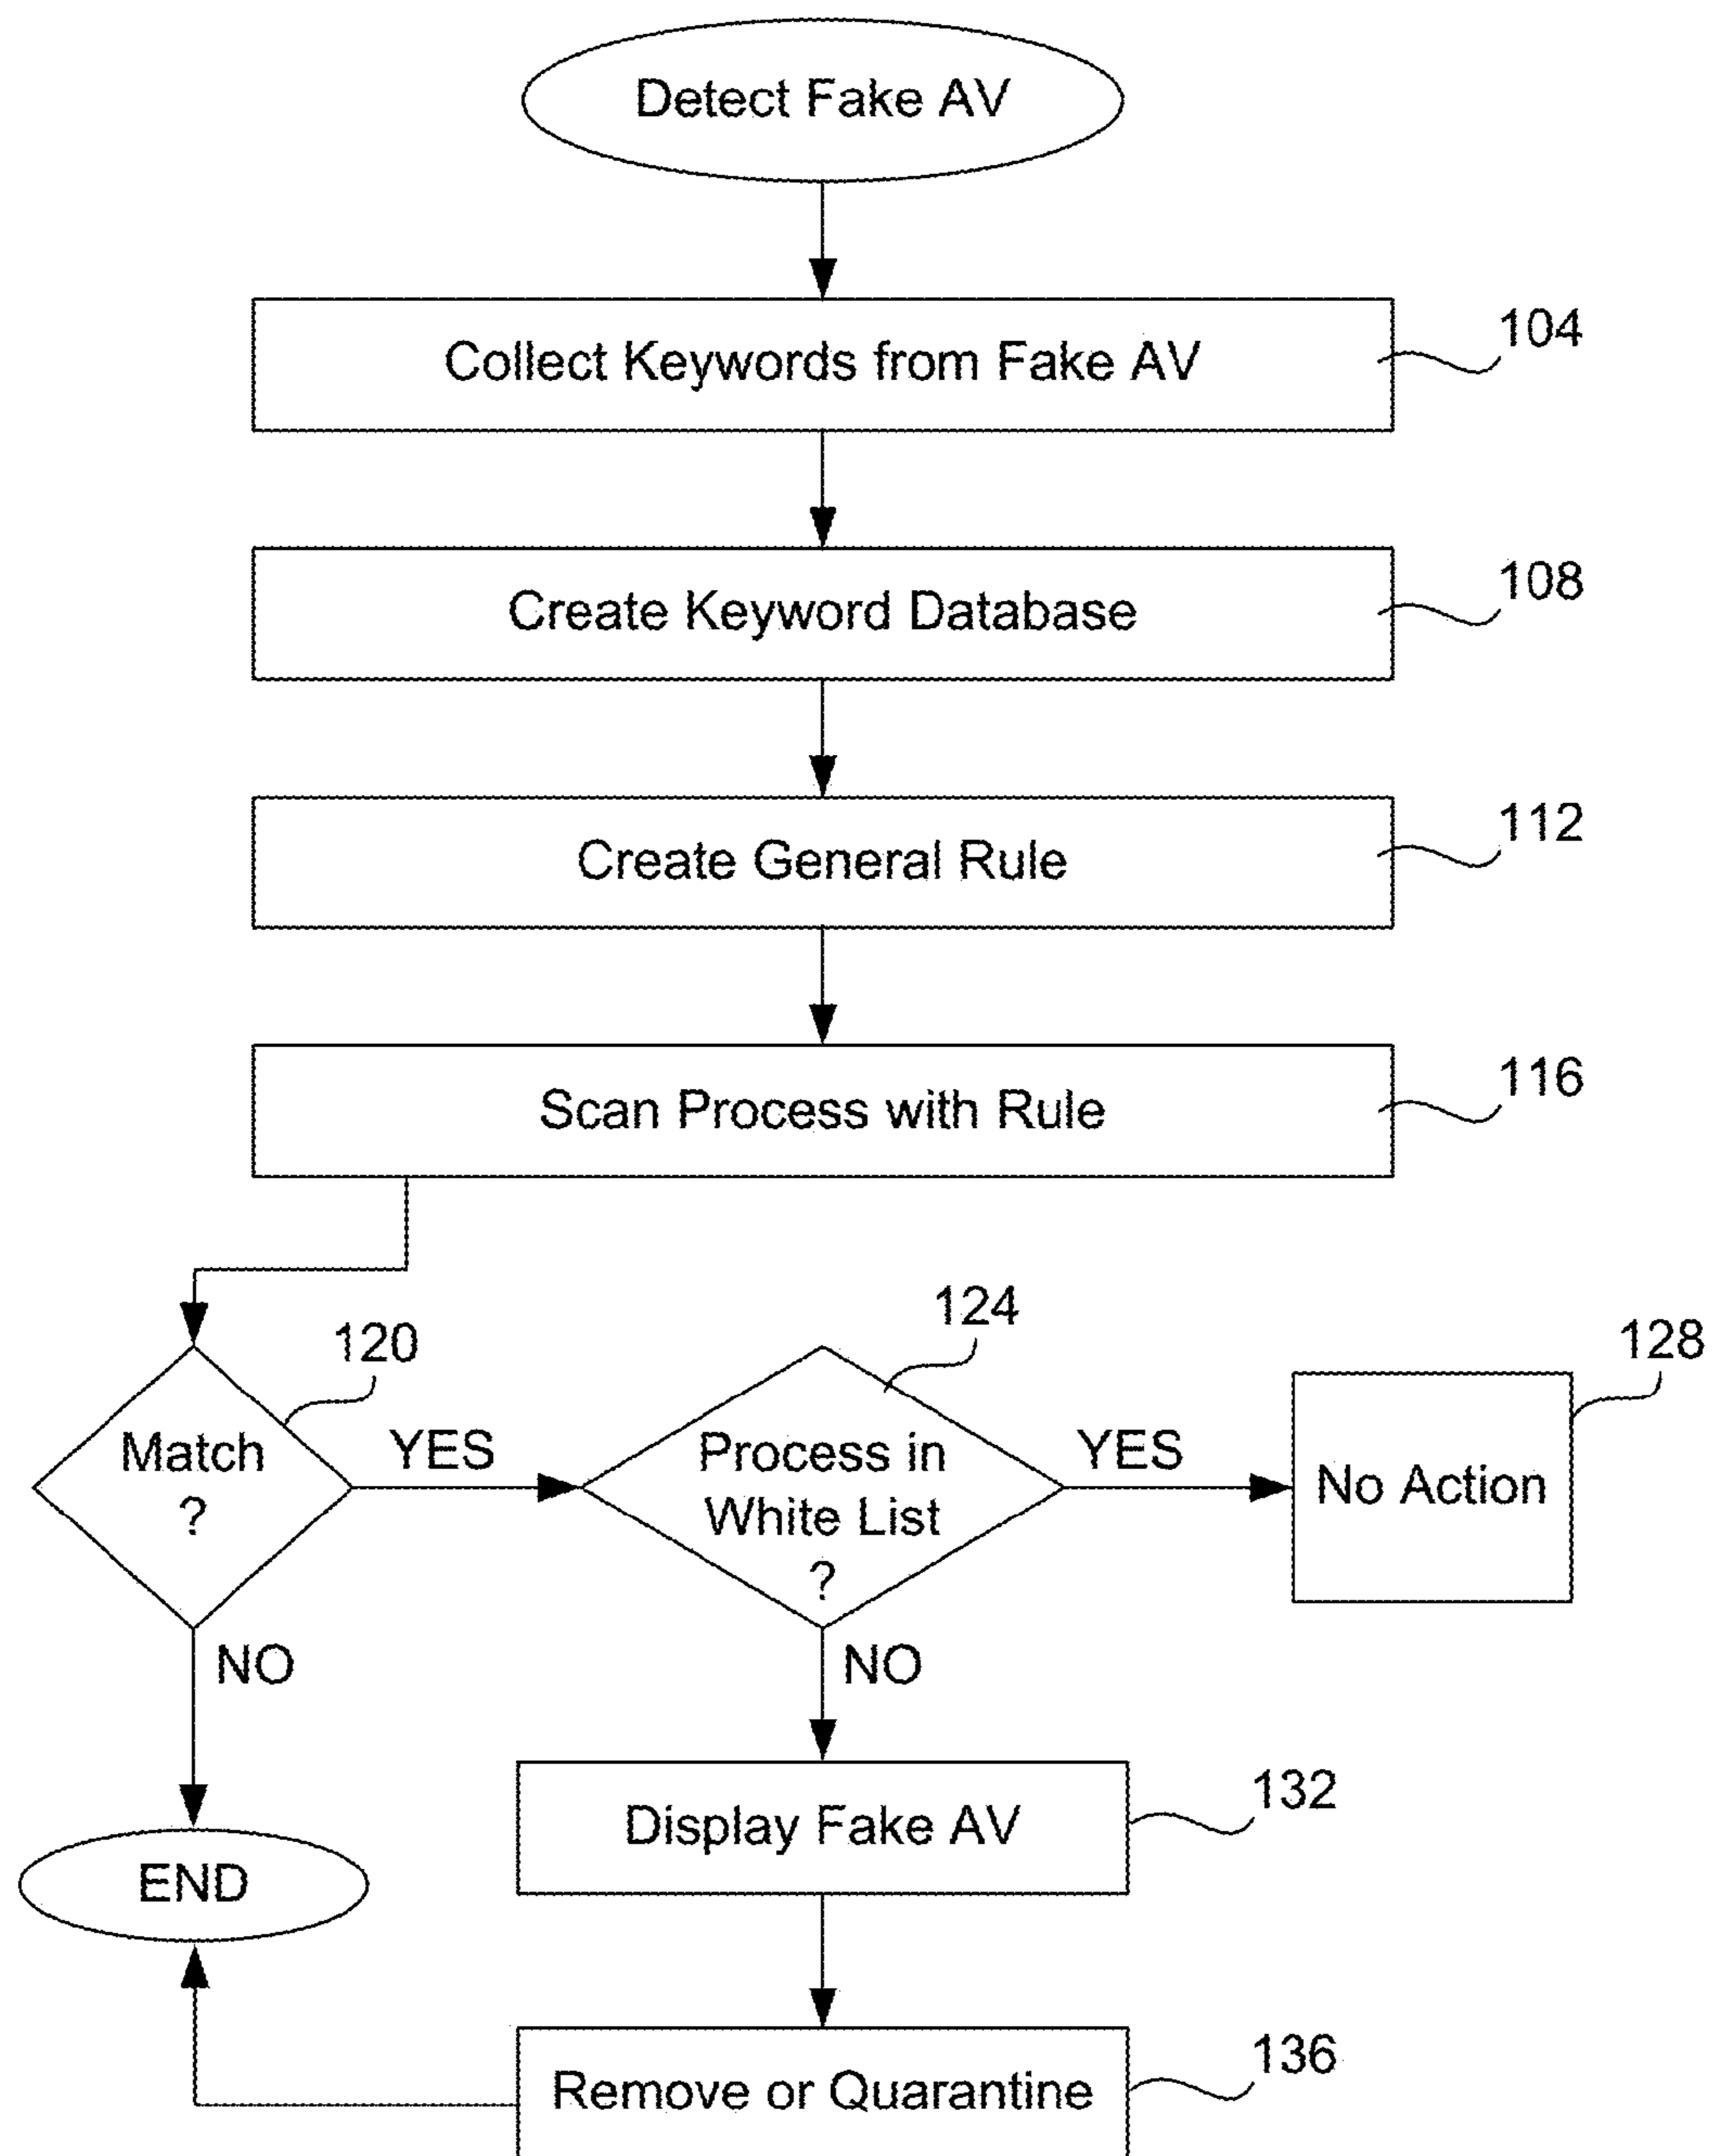 Detect Fake AV
Collect Keywords from Fake AV
104
Create Keyword Database
108
Create General Rule
112
Scan Process with Rule
116
120
124
128
Match
?
YES
Process in
White List
?
YES
No Action
NO
NO
Display Fake AV
132
END
Remove or Quarantine
136